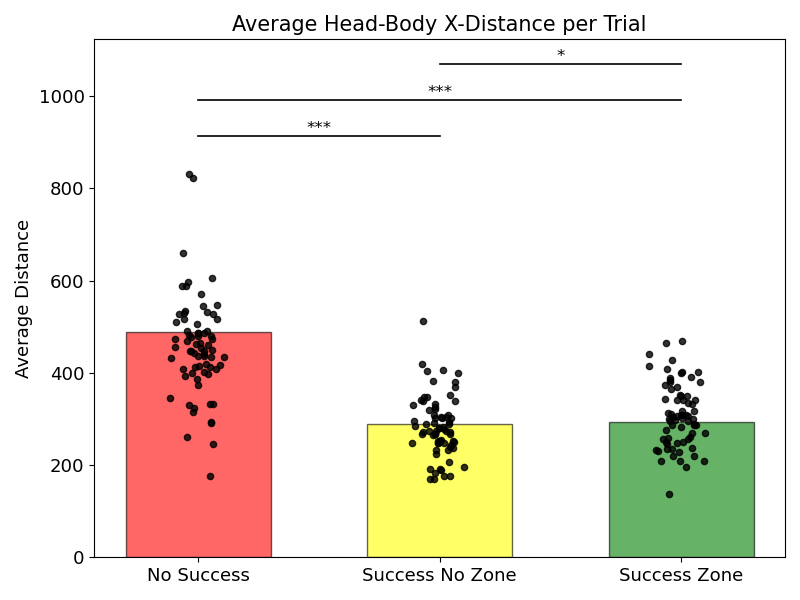 Average Head-Body X-Distance per Trial
*
***
***
Average Distance
1000
800
600
400
200
0
No Success
Success No Zone
Success Zone